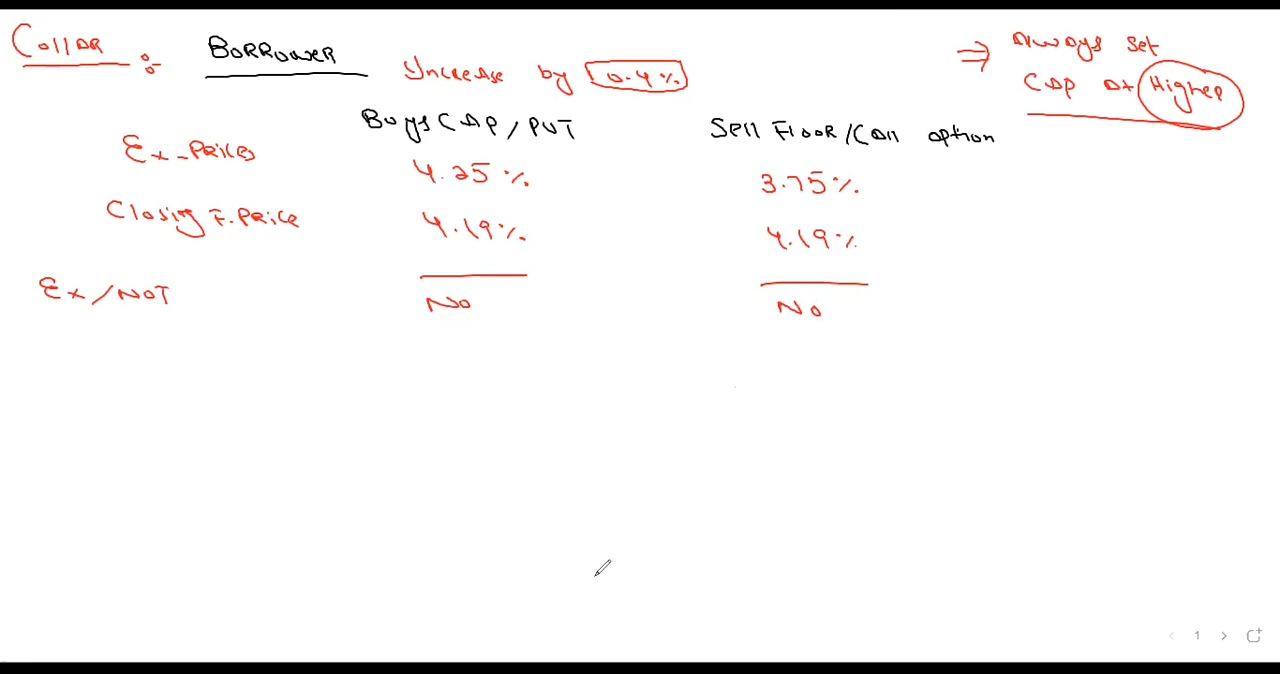 Collar : Borrower
Increase by 0.4%
⇒ Always set
CAP At Higher
Buys CAP / PUT
Sell Floor / Call option
Ex-Prices
4.25 %
3.75 %
Closing F. Price
4.19 %
4.19 %
Ex / NOT
No
No
1